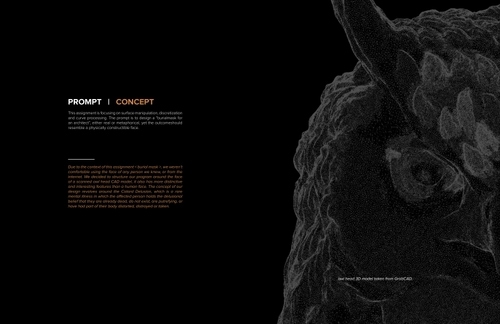 PROMPT | CONCEPT
This assignment is focusing on surface manipulation, discretization
and curve processing. The prompt is to design a "burialmask for
an architect", either real or metaphorical, yet the outcome should
resemble a physically constructible face.
Due to the context of this assignment - burial mask -, we weren't
comfortable using the face of any person we know, or from the
internet. We decided to structure our program around the face
of a scanned
head CAD model. It also has more distinctive
and interesting features than a human face. The concept of our
design revolves around the Cotard Delusion, which is a rare
mental illness in which the affected person holds the delusional
belief that they are already dead, do not exist, are putrefying, or
have had part of their body distorted, destroyed or taken.
head 3D model taken from GrabCAD.